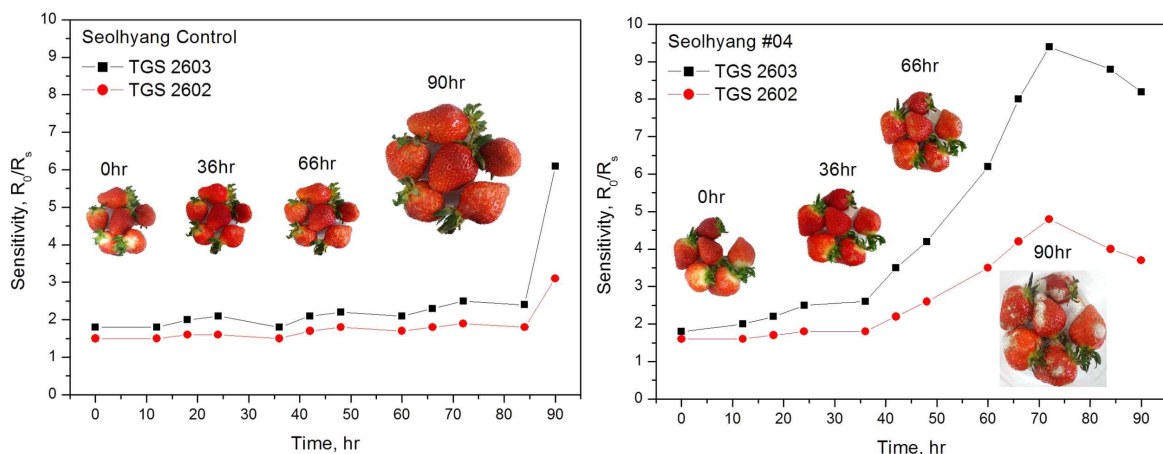 Seolhyang Control
TGS 2603
TGS 2602
0hr
36hr
66hr
90hr
Sensitivity, R0/Rs
10
9
8
7
6
5
4
3
2
1
0
0 10 20 30 40 50 60 70 80 90
Time, hr
Seolhyang #04
TGS 2603
TGS 2602
0hr
36hr
66hr
90hr
Sensitivity, R0/Rs
10
9
8
7
6
5
4
3
2
1
0
0 10 20 30 40 50 60 70 80 90
Time, hr